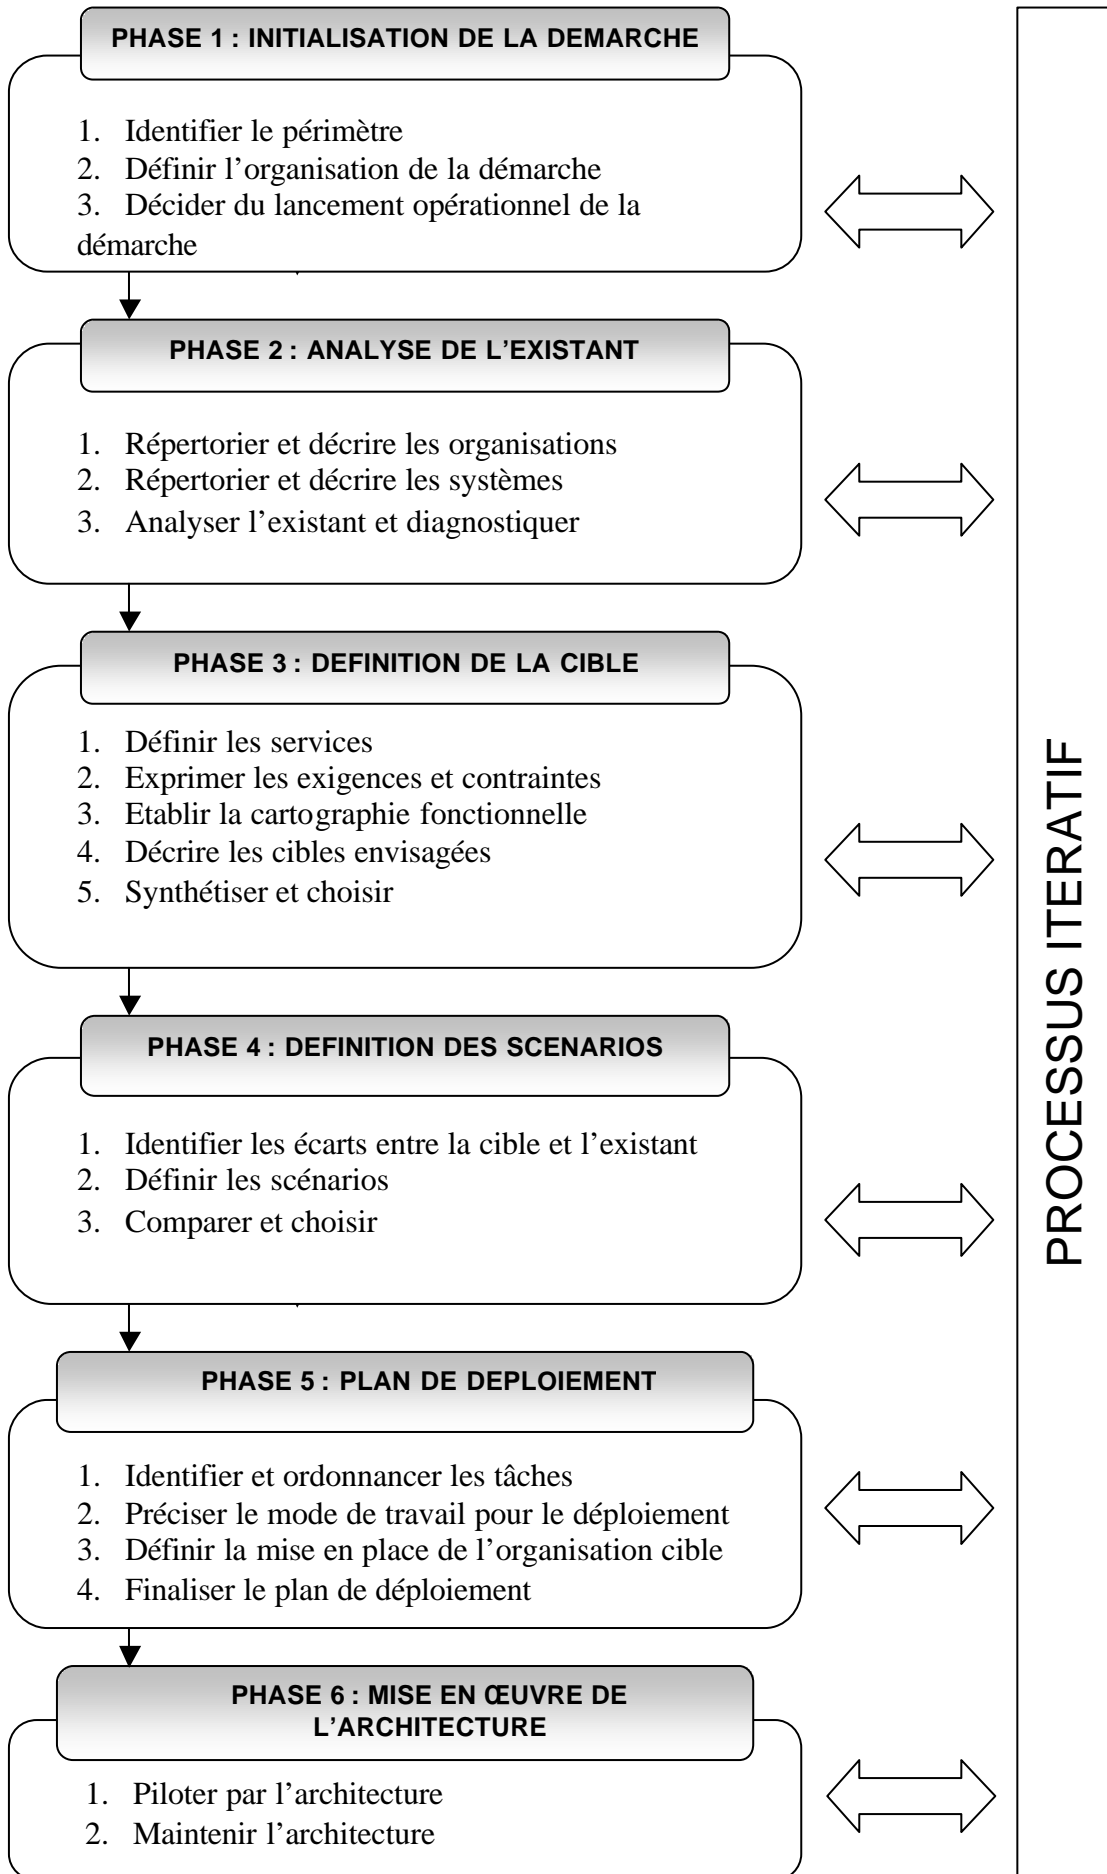 PHASE 1 : INITIALISATION DE LA DEMARCHE
1. Identifier le périmètre
2. Définir l’organisation de la démarche
3. Décider du lancement opérationnel de la
démarche
PHASE 2 : ANALYSE DE L’EXISTANT
1. Répertorier et décrire les organisations
2. Répertorier et décrire les systèmes
3. Analyser l’existant et diagnostiquer
PHASE 3 : DEFINITION DE LA CIBLE
1. Définir les services
2. Exprimer les exigences et contraintes
3. Etablir la cartographie fonctionnelle
4. Décrire les cibles envisagées
5. Synthétiser et choisir
PHASE 4 : DEFINITION DES SCENARIOS
1. Identifier les écarts entre la cible et l’existant
2. Définir les scénarios
3. Comparer et choisir
PHASE 5 : PLAN DE DEPLOIEMENT
1. Identifier et ordonnancer les tâches
2. Préciser le mode de travail pour le déploiement
3. Définir la mise en place de l’organisation cible
4. Finaliser le plan de déploiement
PHASE 6 : MISE EN ŒUVRE DE
L’ARCHITECTURE
1. Piloter par l’architecture
2. Maintenir l’architecture
PROCESSUS ITERATIF